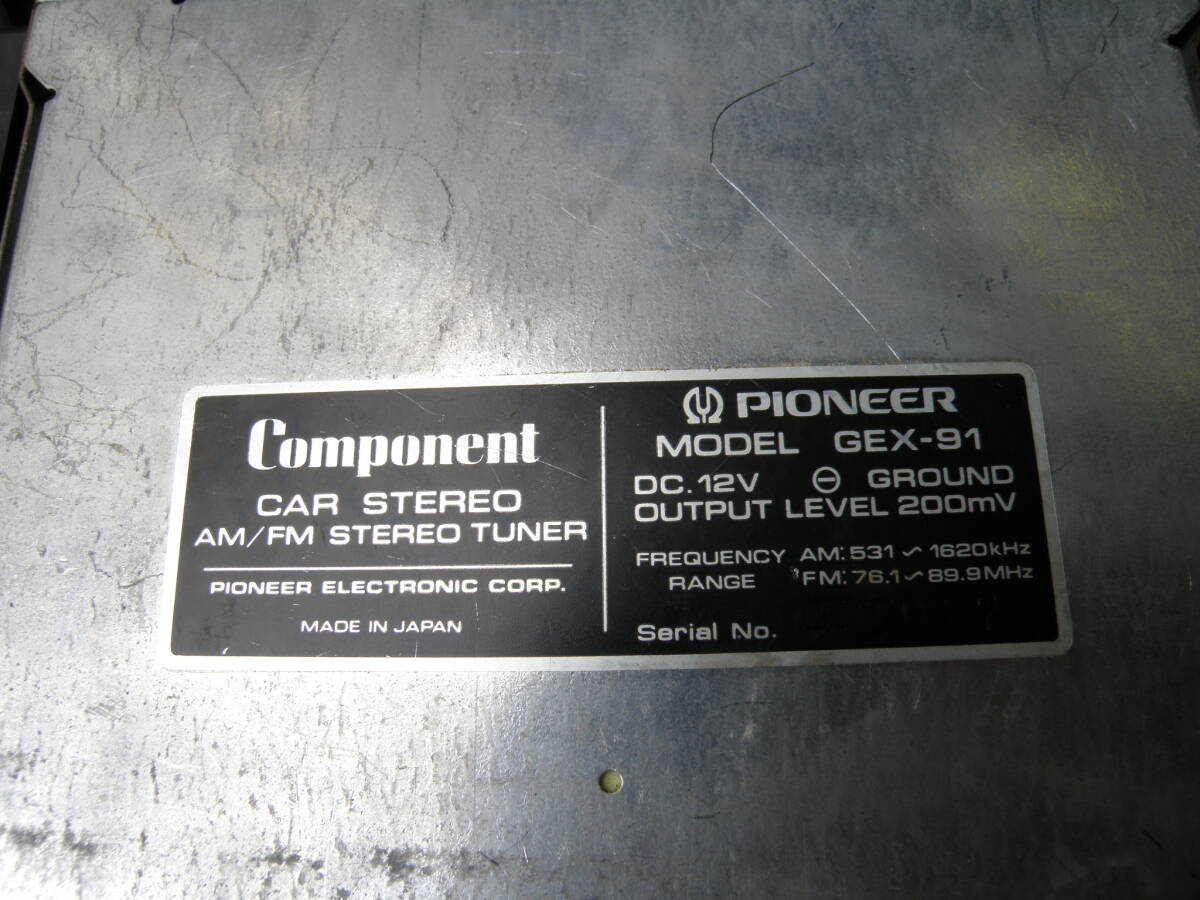 Component
CAR STEREO
AM/FM STEREO TUNER
PIONEER ELECTRONIC CORP.
MADE IN JAPAN
PIONEER
MODEL GEX-91
DC.12V ⊖ GROUND
OUTPUT LEVEL 200mV
FREQUENCY RANGE AM: 531 ~ 1620kHz
FM: 76.1 ~ 89.9MHz
Serial No.